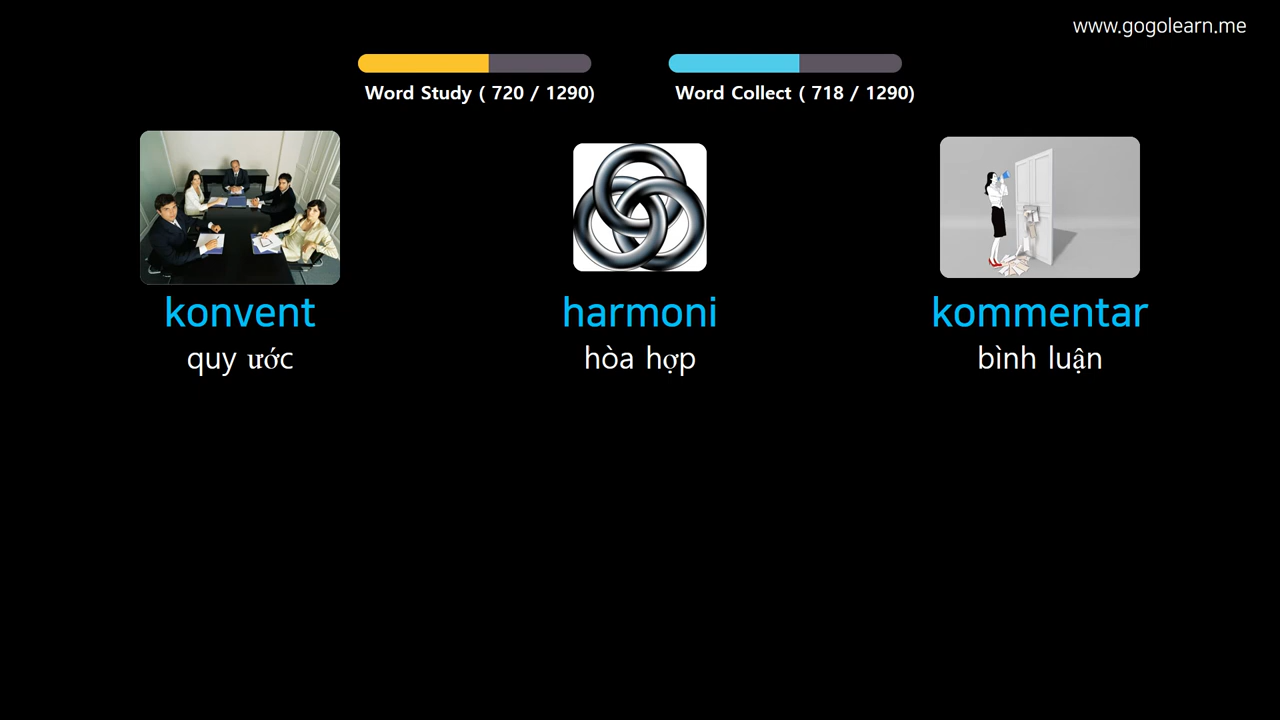 www.gogolearn.me
Word Study ( 720 / 1290)
Word Collect ( 718 / 1290)
konvent
harmoni
kommentar
quy ước
hòa hợp
bình luận